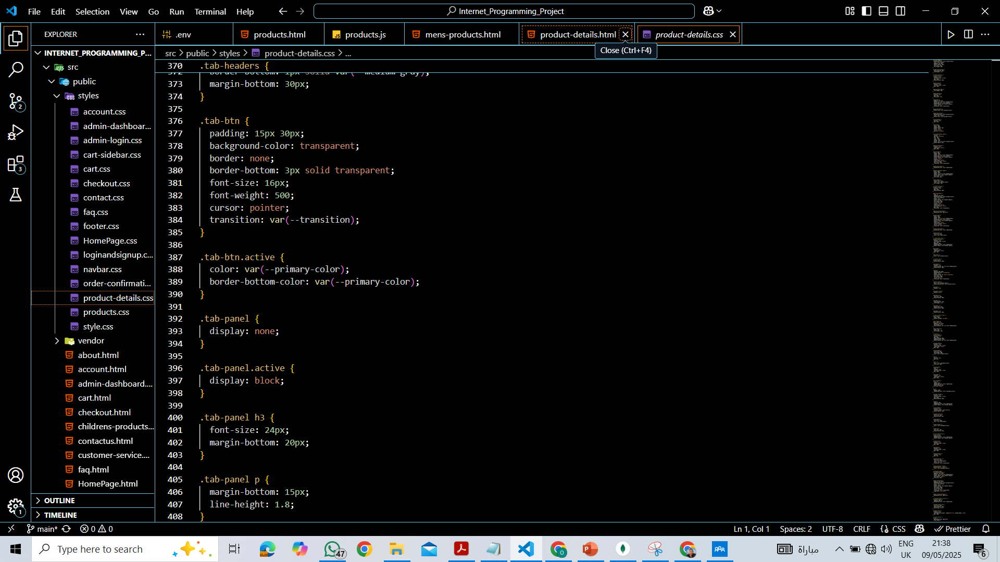 File Edit Selection View Go Run Terminal Help
Internet_Programming_Project
EXPLORER
.env
products.html
products.js
mens-products.html
product-details.html
product-details.css
Close (Ctrl+F4)
INTERNET_PROGRAMMING_P...
src
public
styles
account.css
admin-dashboar...
admin-login.css
cart-sidebar.css
cart.css
checkout.css
contact.css
faq.css
footer.css
HomePage.css
loginandsignup.c...
navbar.css
order-confirmati...
product-details.css
products.css
style.css
vendor
about.html
account.html
admin-dashboard....
cart.html
checkout.html
childrens-products...
contactus.html
customer-service....
faq.html
HomePage.html
OUTLINE
TIMELINE
2
3
1
src > public > styles > product-details.css > ...
370 .tab-headers {
372 border-bottom: 1px solid var(--medium-gray);
373 margin-bottom: 30px;
374 }
375
376 .tab-btn {
377 padding: 15px 30px;
378 background-color: transparent;
379 border: none;
380 border-bottom: 3px solid transparent;
381 font-size: 16px;
382 font-weight: 500;
383 cursor: pointer;
384 transition: var(--transition);
385 }
386
387 .tab-btn.active {
388 color: var(--primary-color);
389 border-bottom-color: var(--primary-color);
390 }
391
392 .tab-panel {
393 display: none;
394 }
395
396 .tab-panel.active {
397 display: block;
398 }
399
400 .tab-panel h3 {
401 font-size: 24px;
402 margin-bottom: 20px;
403 }
404
405 .tab-panel p {
406 margin-bottom: 15px;
407 line-height: 1.8;
408 }
main* 0 0
Ln 1, Col 1 Spaces: 2 UTF-8 CRLF CSS Prettier
Type here to search
47
مباراة
ENG
UK
21:38
09/05/2025
6